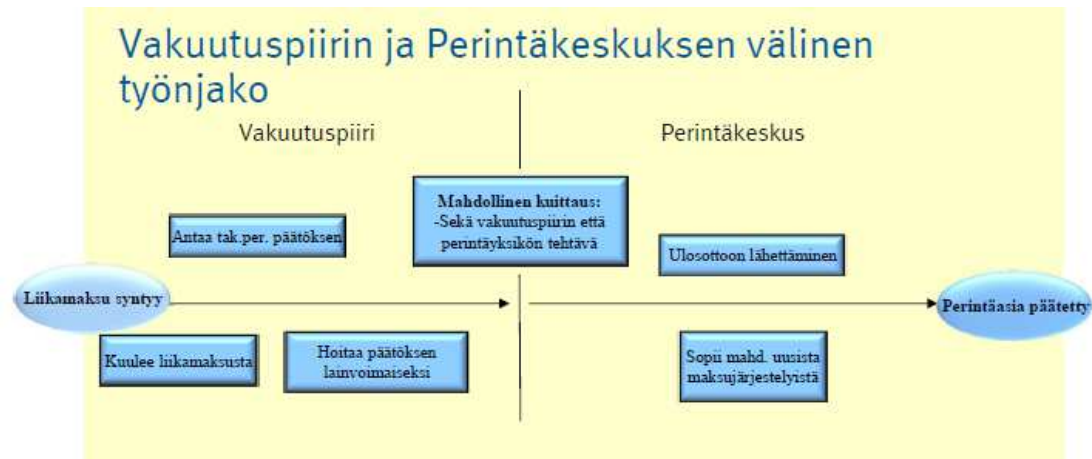 Vakuutuspiirin ja Perintäkeskuksen välinen
työnjako
Vakuutuspiiri
Perintäkeskus
Mahdollinen kuittaus:
-Sekä vakuutuspiirin että
perintäyksikön tehtävä
Antaa tak.per. päätöksen
Ulosottoon lähettäminen
Liikamaksu syntyy
Perintäasia päätetty
Kuulee liikamaksusta
Hoitaa päätöksen
lainvoimaiseksi
Sopii mahd. uusista
maksujärjestelyistä